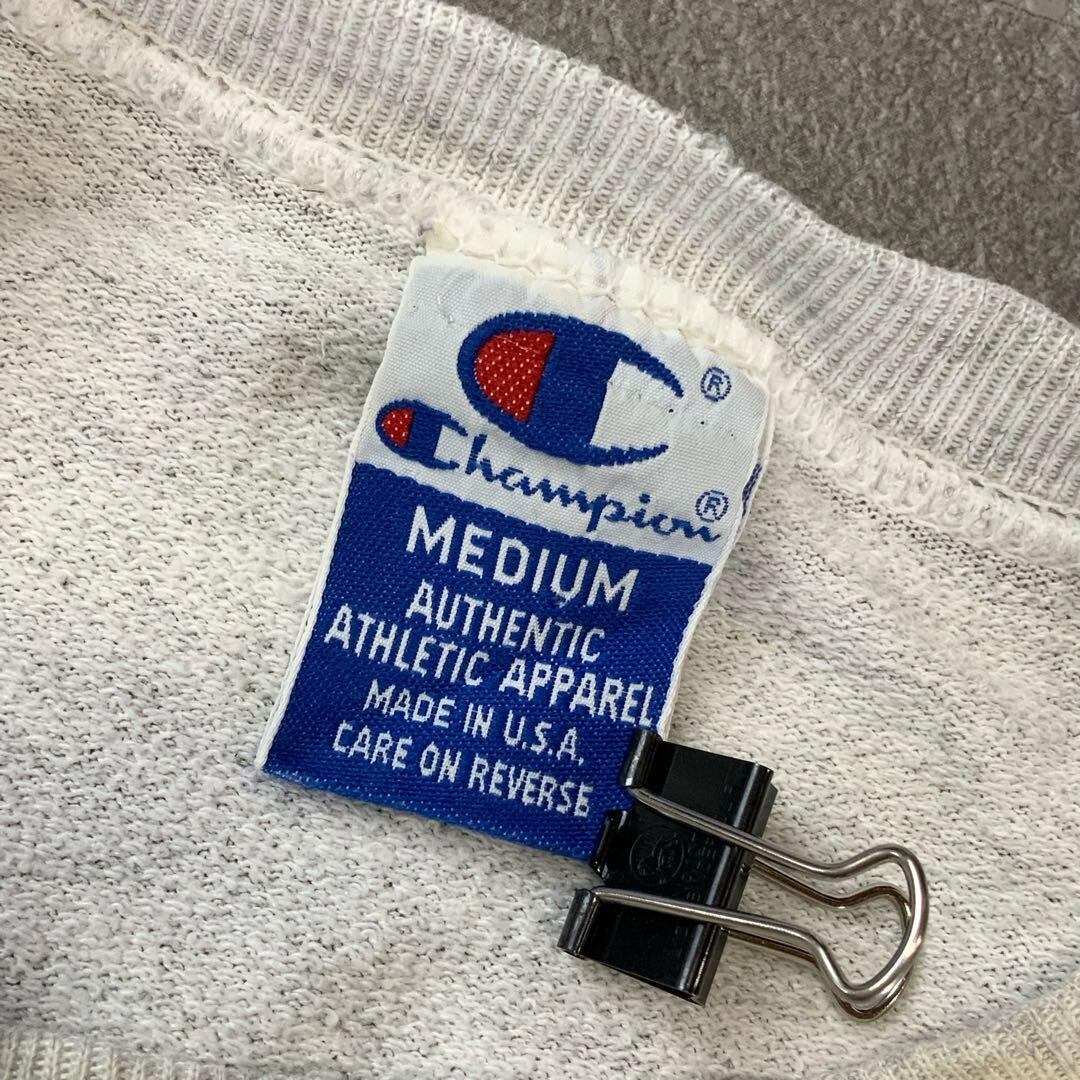 ®
Champion®
MEDIUM
AUTHENTIC
ATHLETIC APPAREL
MADE IN U.S.A.
CARE ON REVERSE